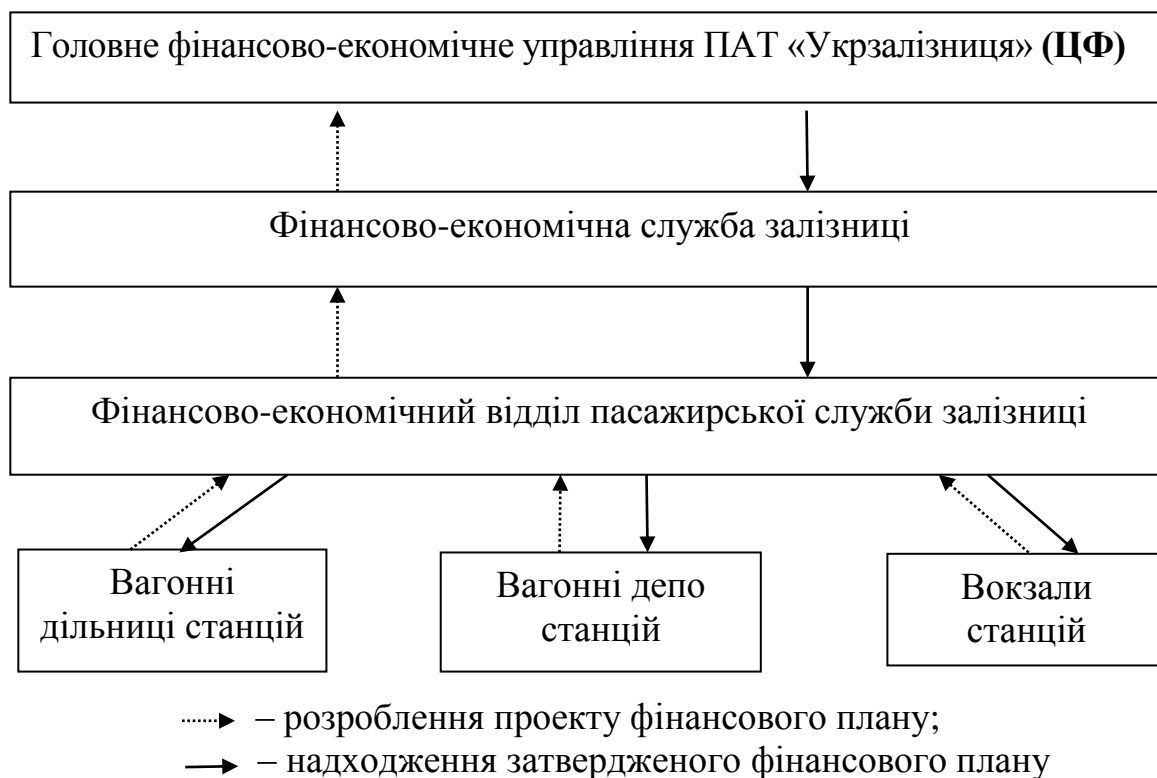 Головне фінансово-економічне управління ПАТ «Укрзалізниця» (ЦФ)
Фінансово-економічна служба залізниці
Фінансово-економічний відділ пасажирської служби залізниці
Вагонні
дільниці станцій
Вагонні депо
станцій
Вокзали
станцій
– розроблення проекту фінансового плану;
– надходження затвердженого фінансового плану